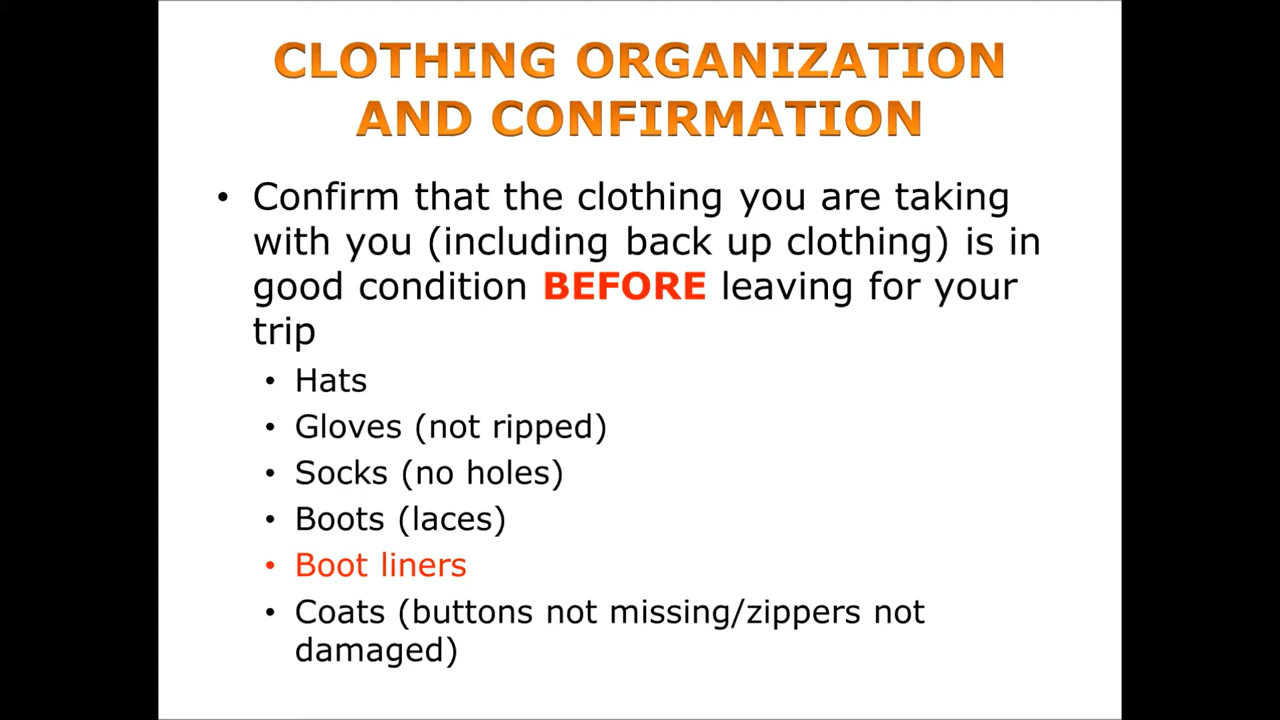 CLOTHING ORGANIZATION
AND CONFIRMATION
• Confirm that the clothing you are taking
with you (including back up clothing) is in
good condition BEFORE leaving for your
trip
• Hats
• Gloves (not ripped)
• Socks (no holes)
• Boots (laces)
• Boot liners
• Coats (buttons not missing/zippers not
damaged)